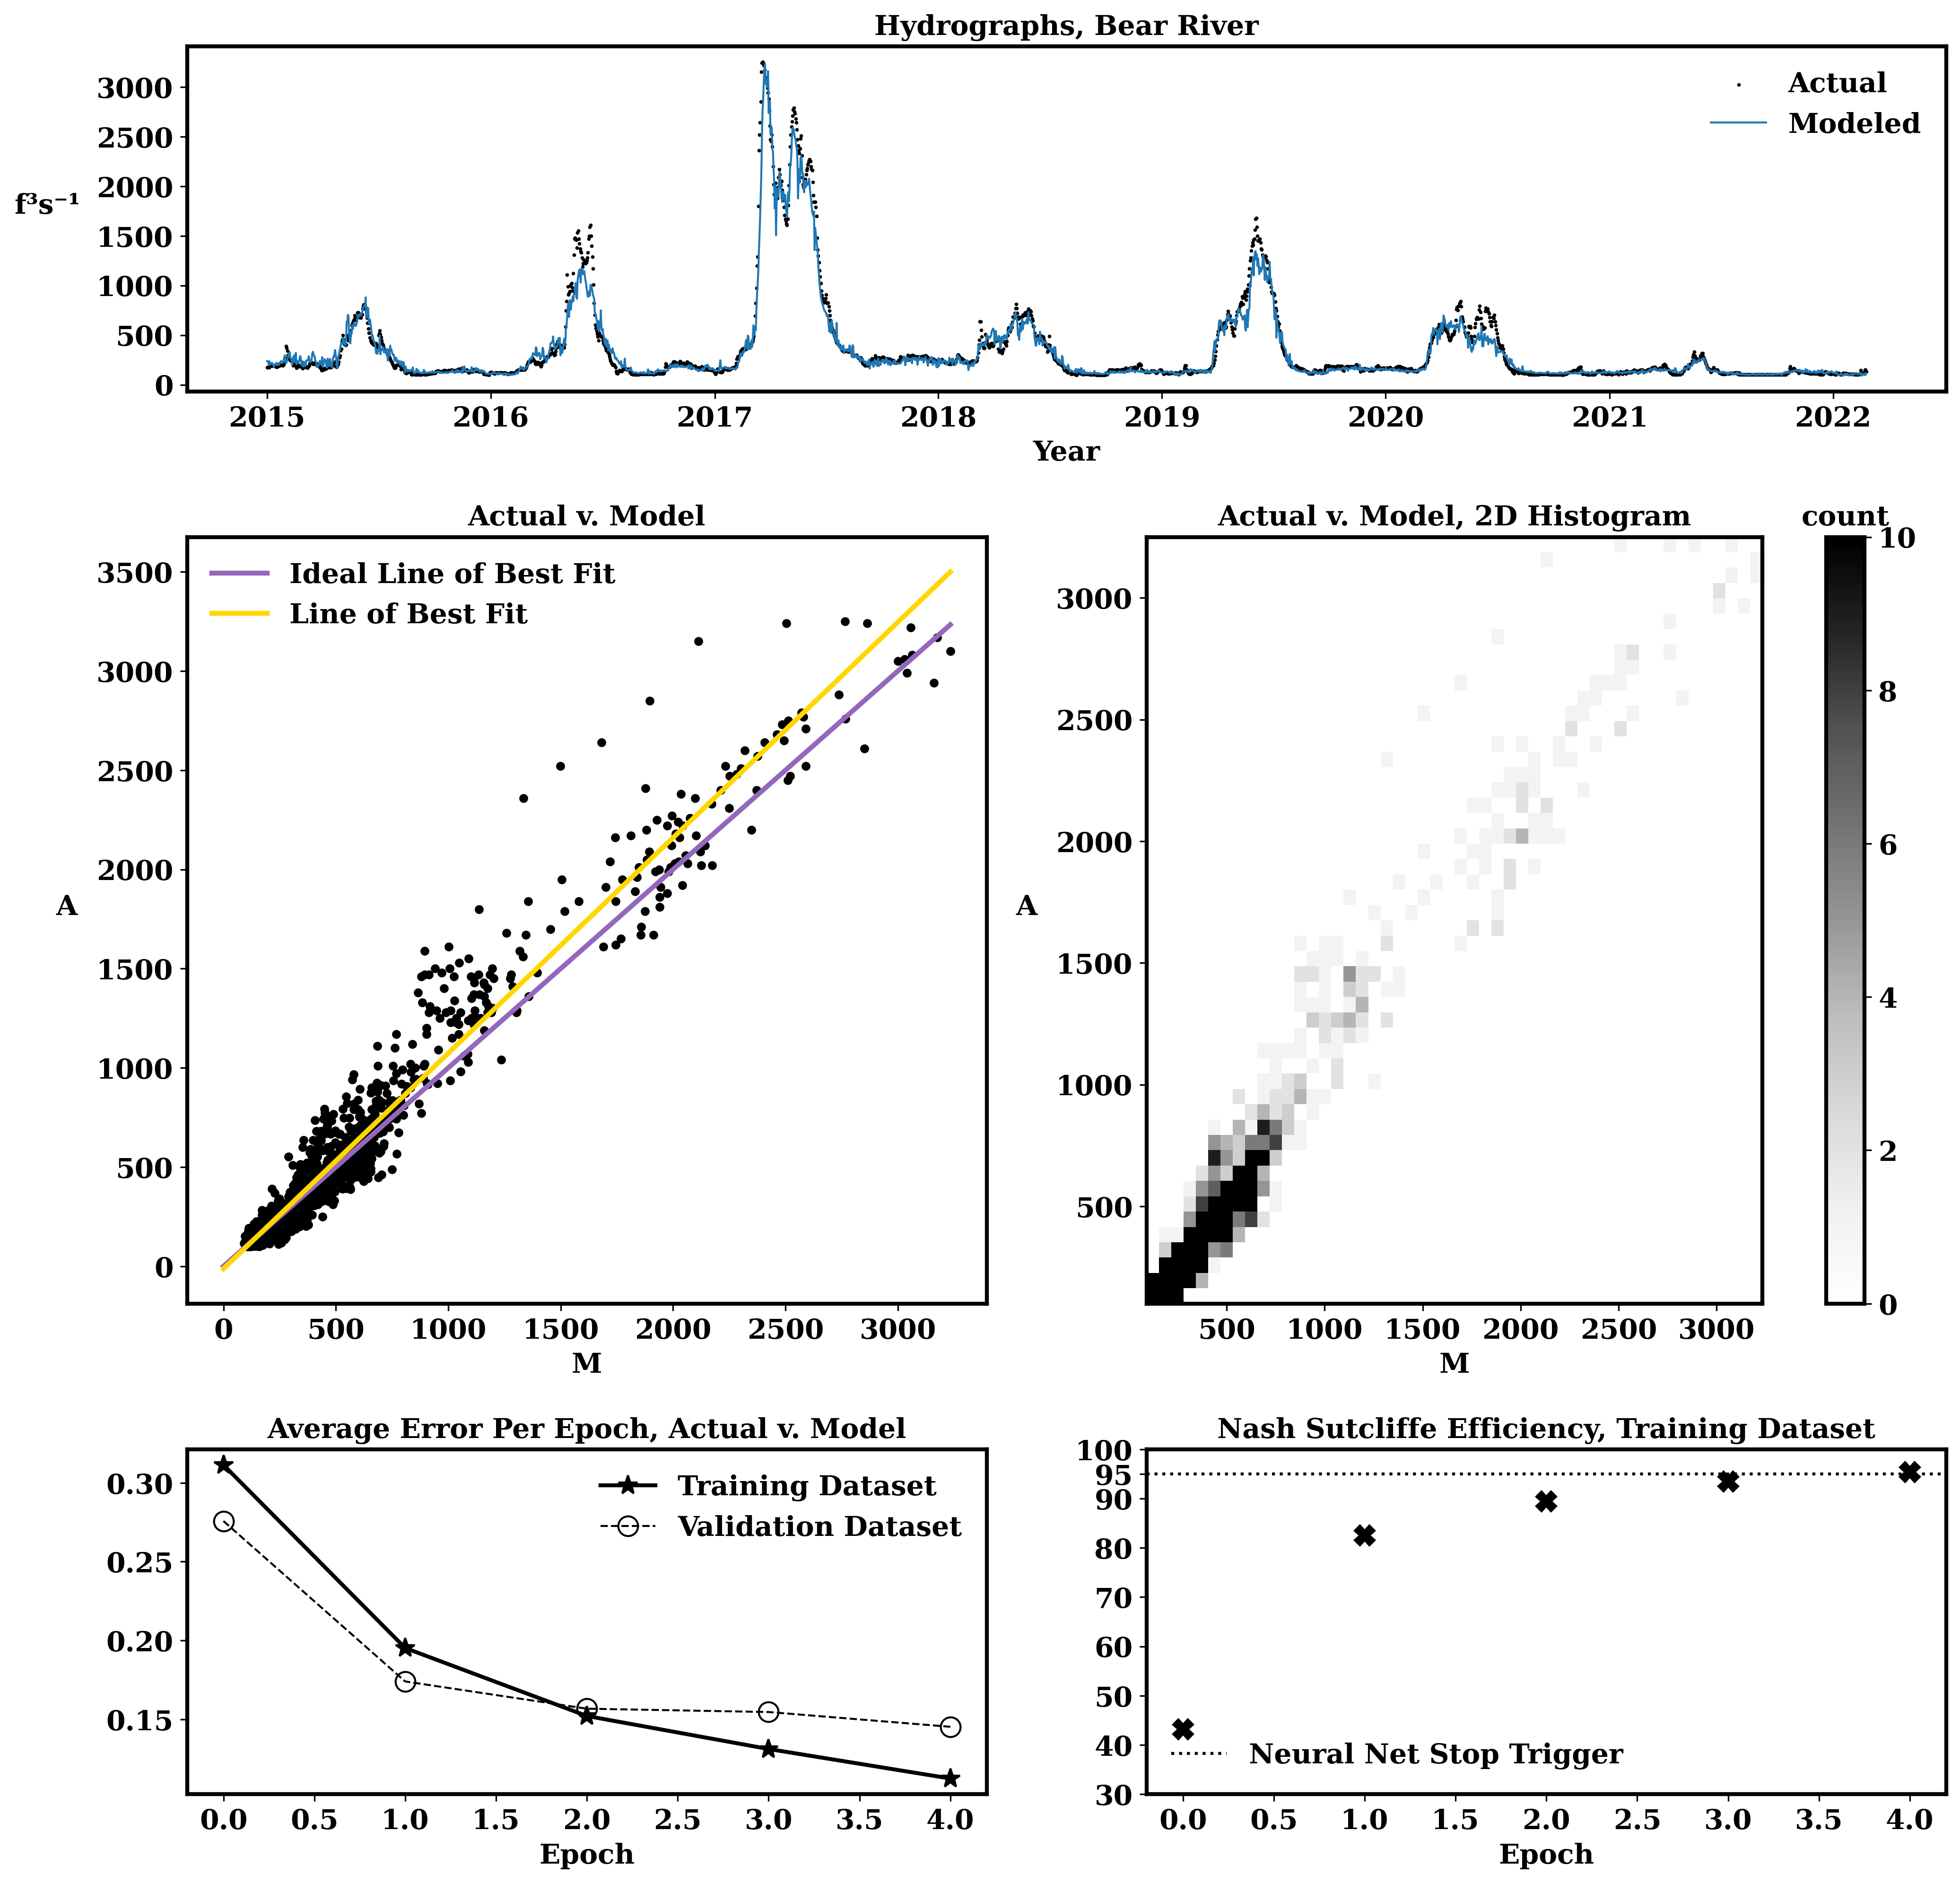 Hydrographs, Bear River
3000
2500
2000
1500
1000
500
0
f³s⁻¹
Actual
Modeled
2015 2016 2017 2018 2019 2020 2021 2022
Year
Actual v. Model
3500
3000
2500
2000
1500
1000
500
0
A
Ideal Line of Best Fit
Line of Best Fit
0 500 1000 1500 2000 2500 3000
M
Actual v. Model, 2D Histogram
3000
2500
2000
1500
1000
500
A
500 1000 1500 2000 2500 3000
M
count
10
8
6
4
2
0
Average Error Per Epoch, Actual v. Model
0.30
0.25
0.20
0.15
Training Dataset
Validation Dataset
0.0 0.5 1.0 1.5 2.0 2.5 3.0 3.5 4.0
Epoch
Nash Sutcliffe Efficiency, Training Dataset
100
95
90
80
70
60
50
40
30
Neural Net Stop Trigger
0.0 0.5 1.0 1.5 2.0 2.5 3.0 3.5 4.0
Epoch